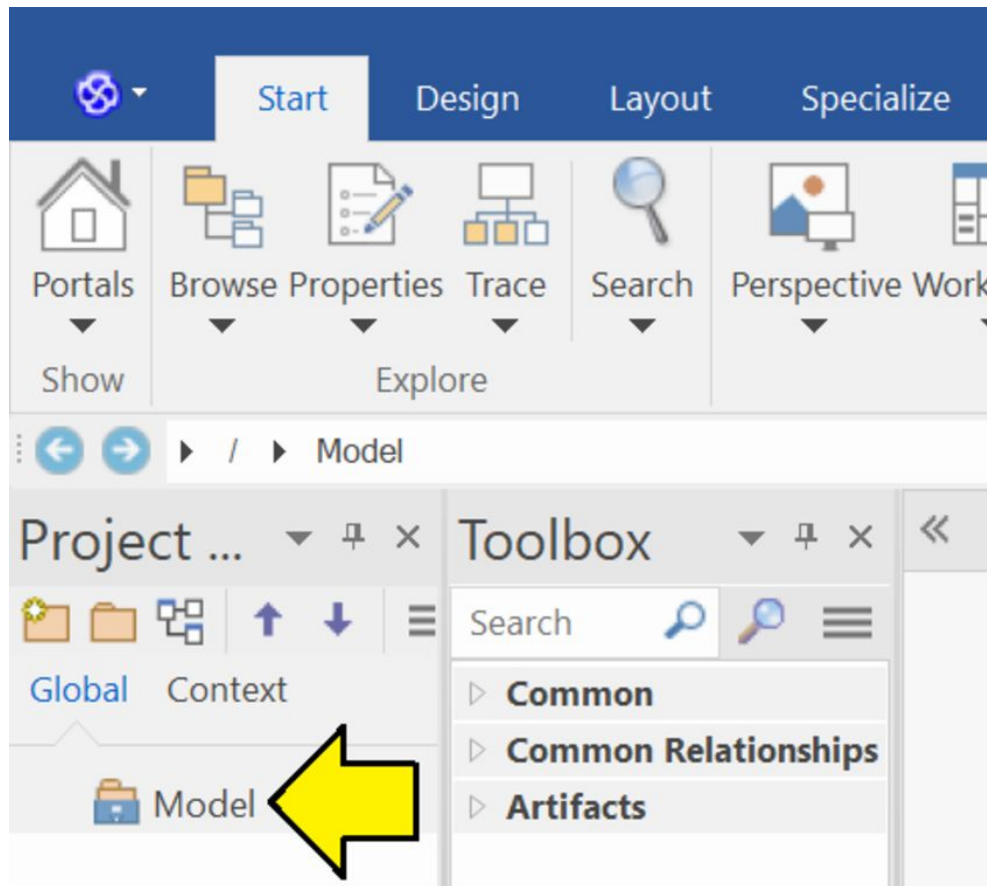 Start Design Layout Specialize
Portals Browse Properties Trace Search Perspective Work
Show Explore
/ Model
Project ... Toolbox
Search
Global Context
Common
Common Relationships
Model
Artifacts